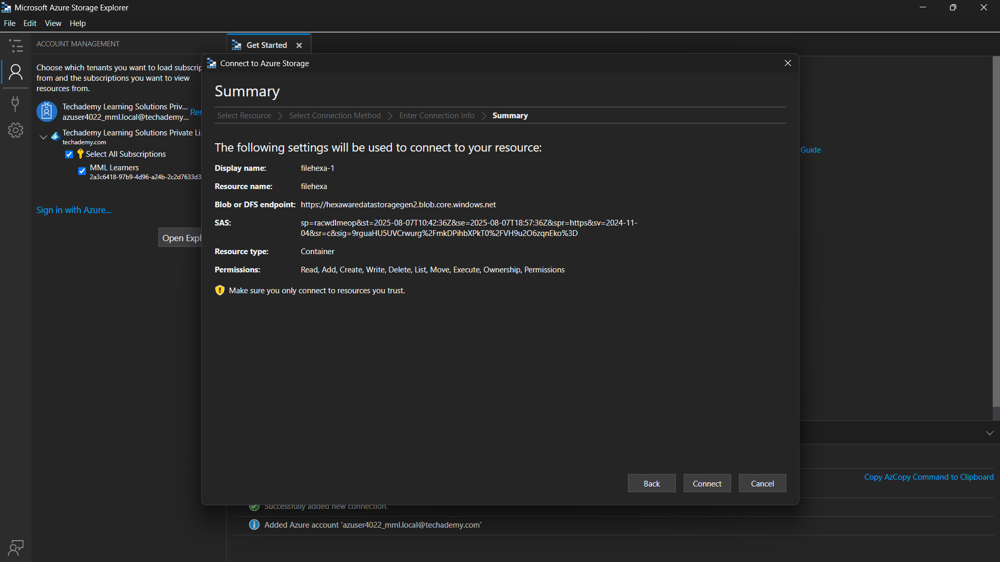 Microsoft Azure Storage Explorer
File Edit View Help
ACCOUNT MANAGEMENT
Get Started
Choose which tenants you want to load subscrip
from and the subscriptions you want to view
resources from.
Techademy Learning Solutions Priv...
azuser4022_mml.local@techademy...
Rer
Techademy Learning Solutions Private Li
techademy.com
Select All Subscriptions
MML Learners
2a3c6418-97b9-4d96-a24b-2c2d7633d3
Sign in with Azure...
Open Expl
Connect to Azure Storage
Summary
Select Resource > Select Connection Method > Enter Connection Info > Summary
The following settings will be used to connect to your resource:
Display name: filehexa-1
Resource name: filehexa
Blob or DFS endpoint: https://hexawaredatastoragegen2.blob.core.windows.net
SAS: sp=racwdlmeop&st=2025-08-07T10:42:36Z&se=2025-08-07T18:57:36Z&spr=https&sv=2024-11-
04&sr=c&sig=9rguaHU5UVCrwurg%2FmkDPihbXPkT0%2FVH9u2O6zqnEko%3D
Resource type: Container
Permissions: Read, Add, Create, Write, Delete, List, Move, Execute, Ownership, Permissions
Make sure you only connect to resources you trust.
Back Connect Cancel
Guide
Copy AzCopy Command to Clipboard
Successfully added new connection.
Added Azure account 'azuser4022_mml.local@techademy.com'